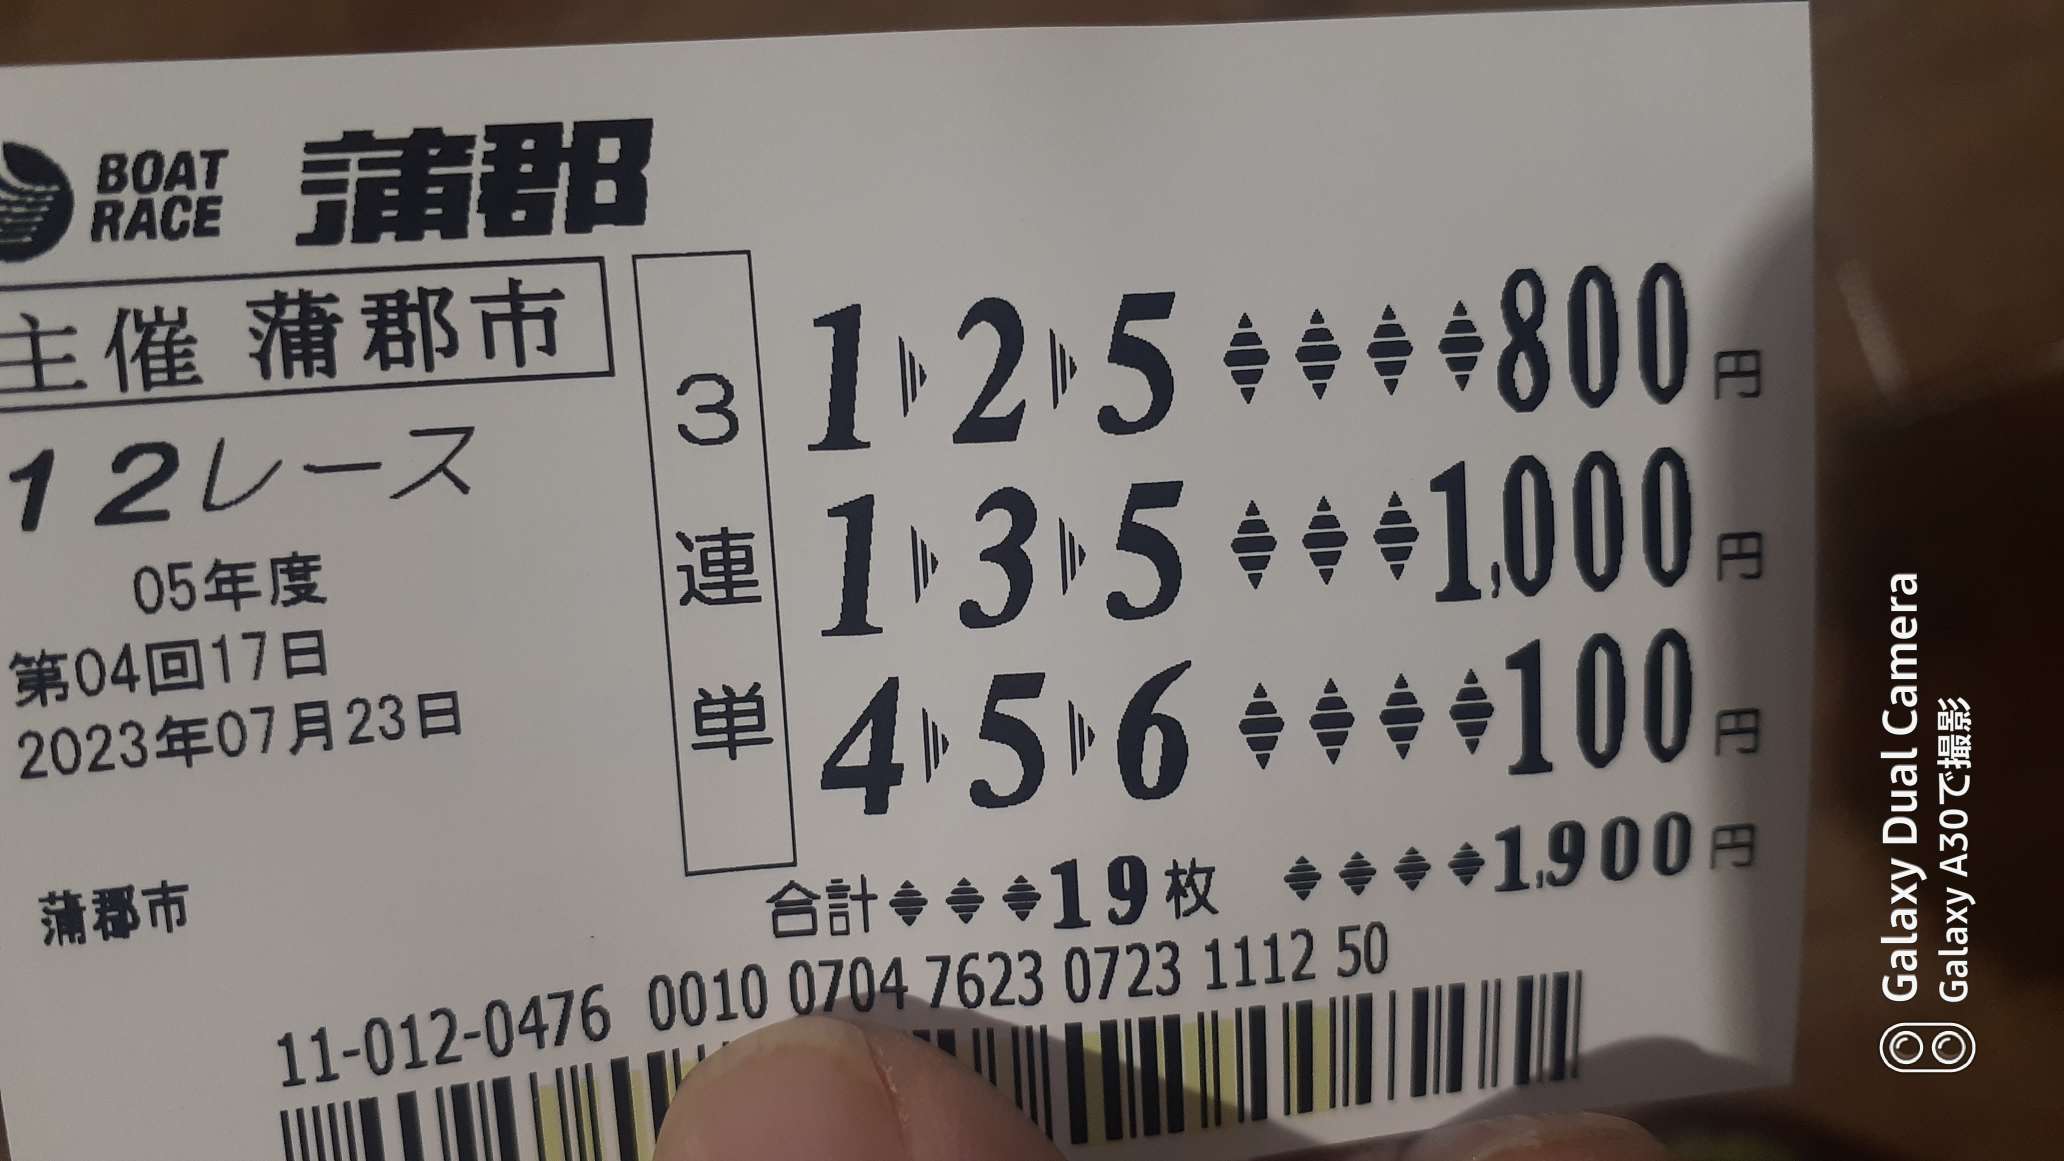 BOAT RACE 蒲郡
主催 蒲郡市
12レース
05年度
第04回17日
2023年07月23日
蒲郡市
3連単
1 2 5 800円
1 3 5 1,000円
4 5 6 100円
合計 19枚 1,900円
11-012-0476 0010 0704 7623 0723 1112 50
Galaxy Dual Camera
Galaxy A30で撮影